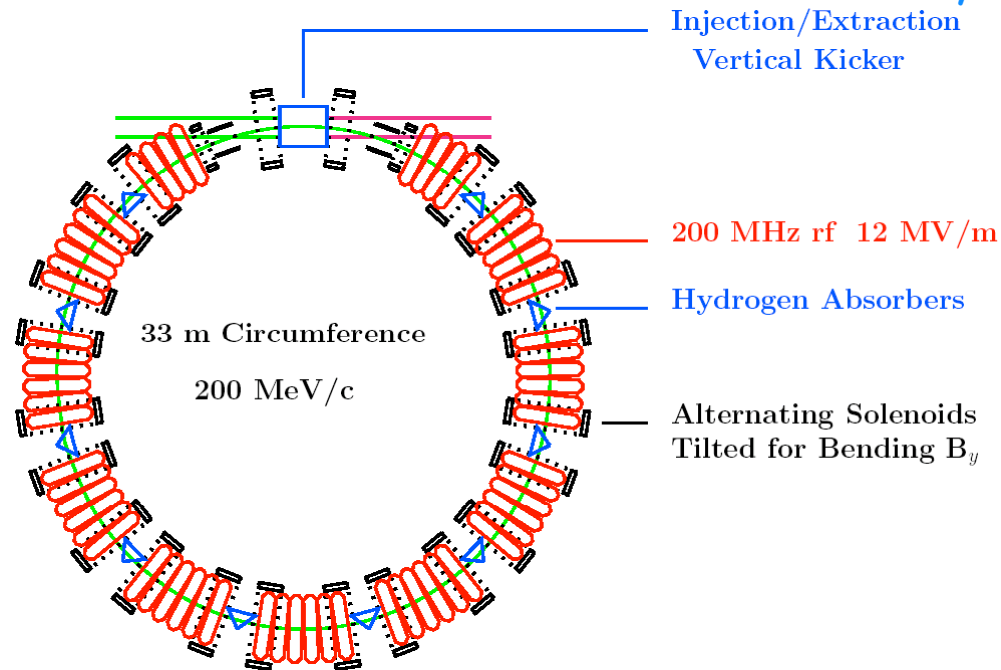 Injection/Extraction
Vertical Kicker
200 MHz rf 12 MV/m
Hydrogen Absorbers
33 m Circumference
200 MeV/c
Alternating Solenoids
Tilted for Bending B_y